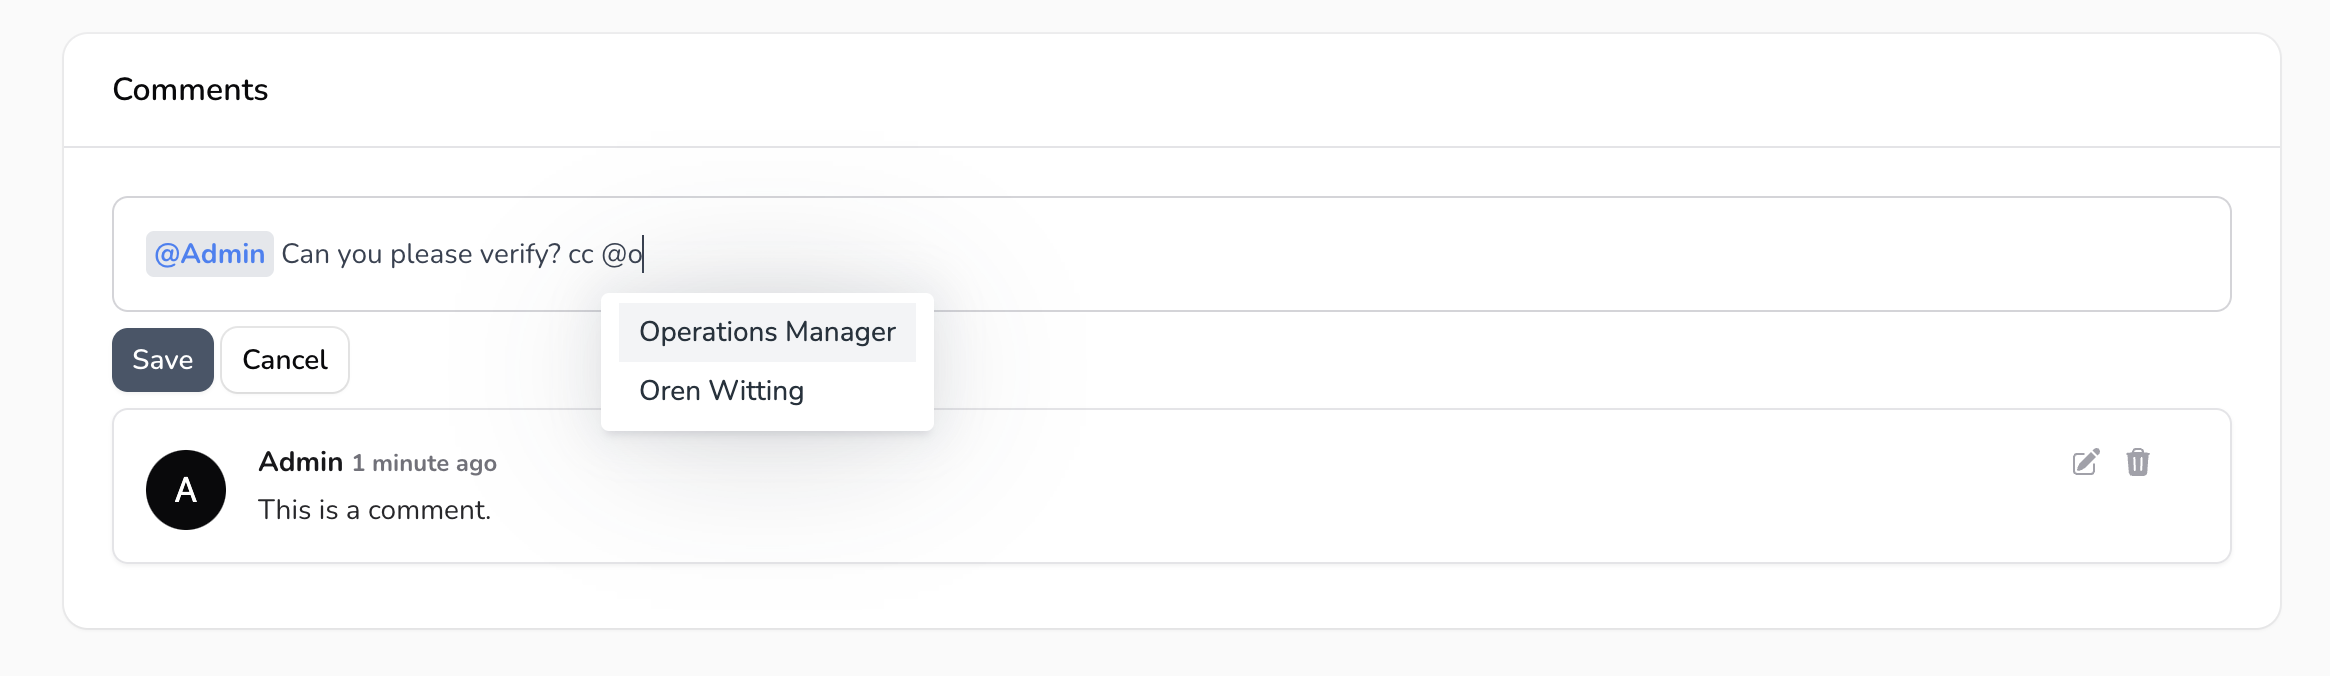 Comments
@Admin Can you please verify? cc @o
Operations Manager
Oren Witting
Save Cancel
A
Admin 1 minute ago
This is a comment.